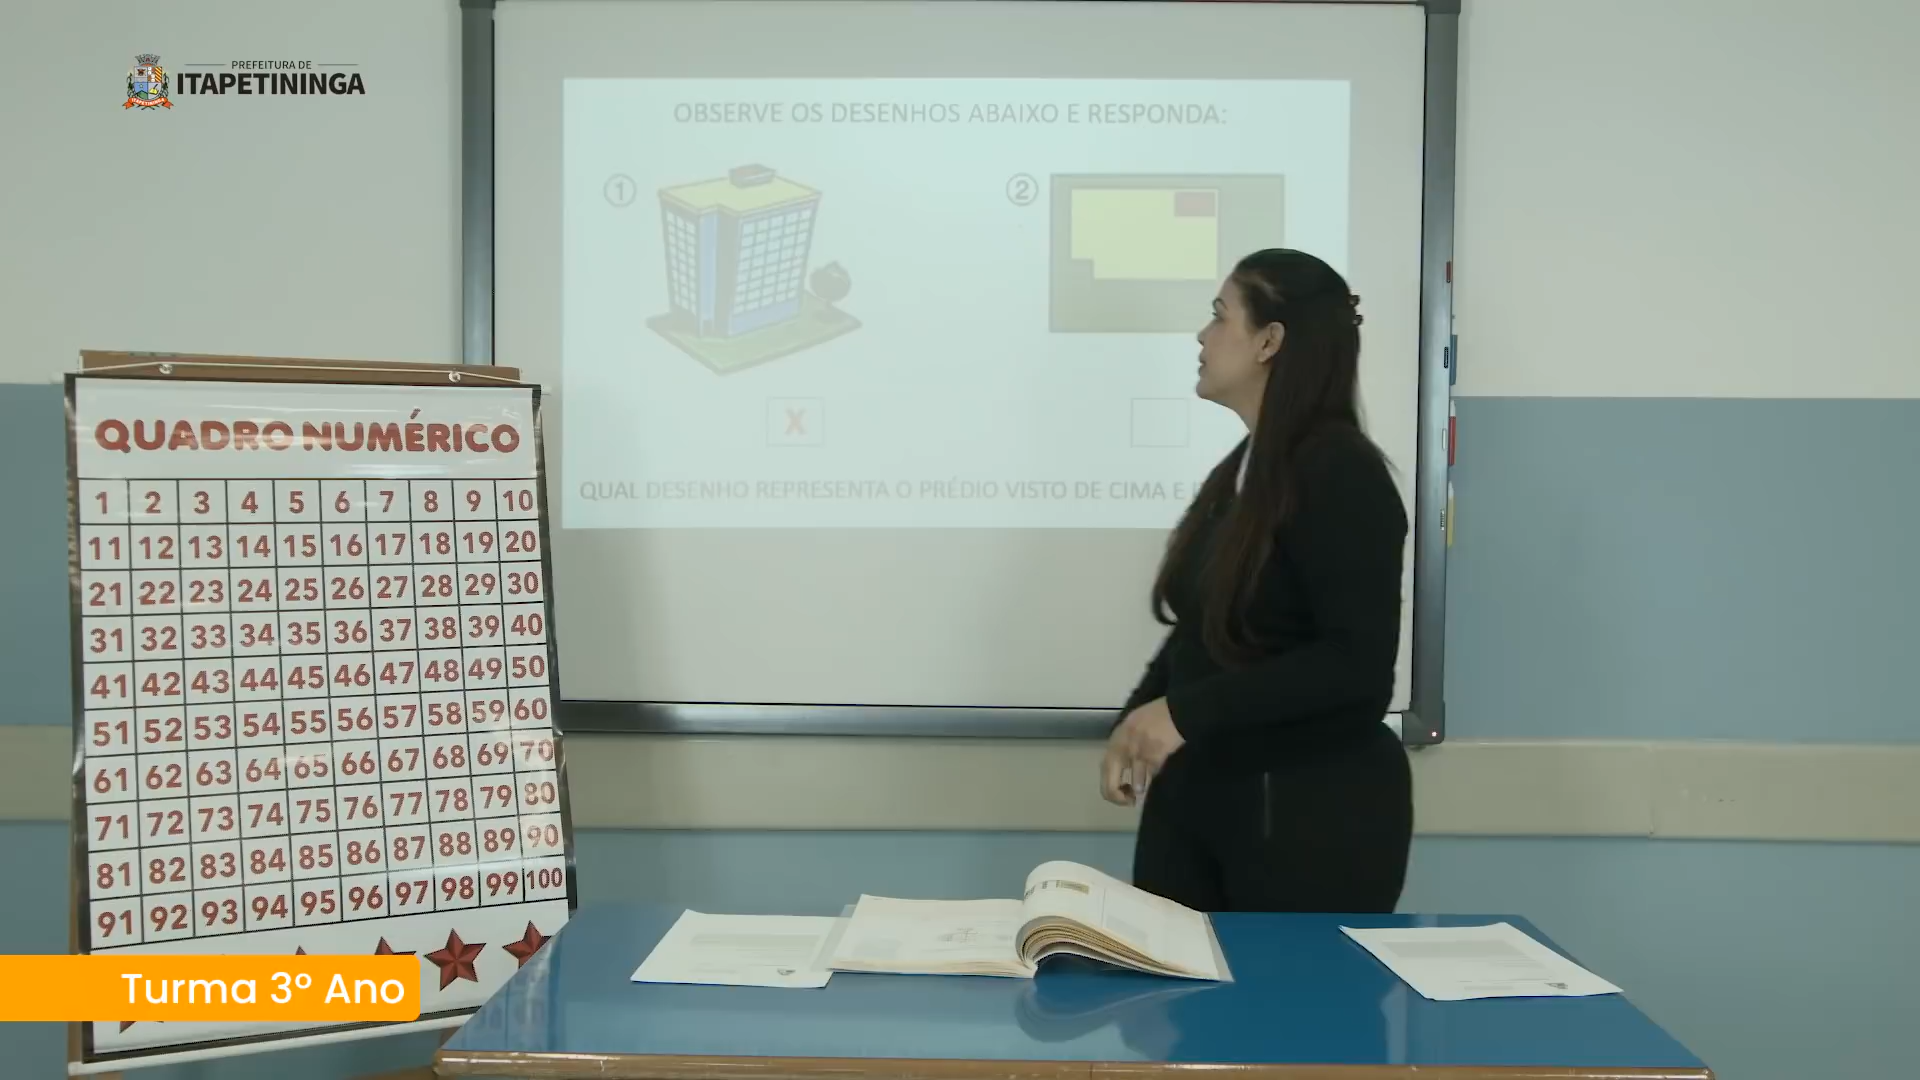 PREFEITURA DE
ITAPETININGA
OBSERVE OS DESENHOS ABAIXO E RESPONDA:
1
2
X
QUAL DESENHO REPRESENTA O PRÉDIO VISTO DE CIMA E
QUADRO NUMÉRICO
1 2 3 4 5 6 7 8 9 10
11 12 13 14 15 16 17 18 19 20
21 22 23 24 25 26 27 28 29 30
31 32 33 34 35 36 37 38 39 40
41 42 43 44 45 46 47 48 49 50
51 52 53 54 55 56 57 58 59 60
61 62 63 64 65 66 67 68 69 70
71 72 73 74 75 76 77 78 79 80
81 82 83 84 85 86 87 88 89 90
91 92 93 94 95 96 97 98 99 100
Turma 3º Ano